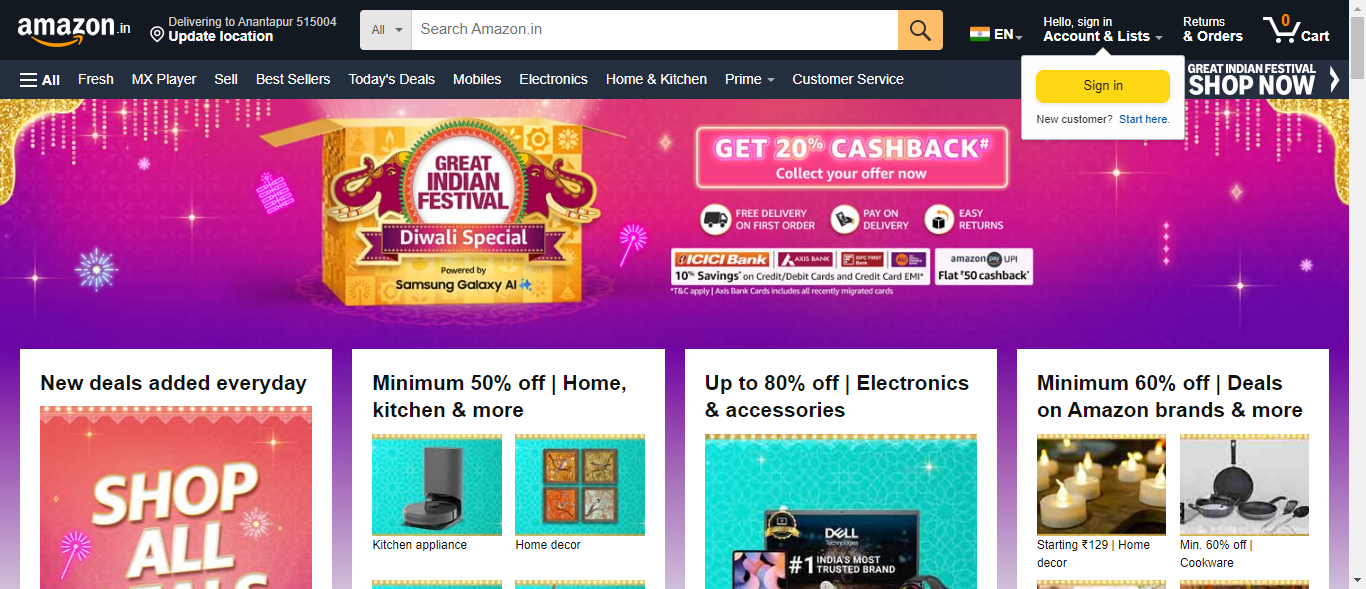 amazon.in
Delivering to Anantapur 515004
Update location
All
Search Amazon.in
EN
Hello, sign in
Account & Lists
Returns
& Orders
0
Cart
All
Fresh
MX Player
Sell
Best Sellers
Today's Deals
Mobiles
Electronics
Home & Kitchen
Prime
Customer Service
GREAT INDIAN FESTIVAL
SHOP NOW
Sign in
New customer? Start here.
GREAT
INDIAN
FESTIVAL
Diwali Special
Powered by
Samsung Galaxy AI
GET 20% CASHBACK#
Collect your offer now
FREE DELIVERY
ON FIRST ORDER
PAY ON
DELIVERY
EASY
RETURNS
ICICI Bank
AXIS BANK
IDFC FIRST
Bank
AU
amazon pay UPI
10% Savings* on Credit/Debit Cards and Credit Card EMI*
Flat ₹50 cashback*
*T&C apply | Axis Bank Cards includes all recently migrated cards
New deals added everyday
SHOP
ALL
Minimum 50% off | Home,
kitchen & more
Kitchen appliance
Home decor
Up to 80% off | Electronics
& accessories
DELL
Technologies
#1 INDIA'S MOST
TRUSTED BRAND
Minimum 60% off | Deals
on Amazon brands & more
Starting ₹129 | Home
decor
Min. 60% off |
Cookware